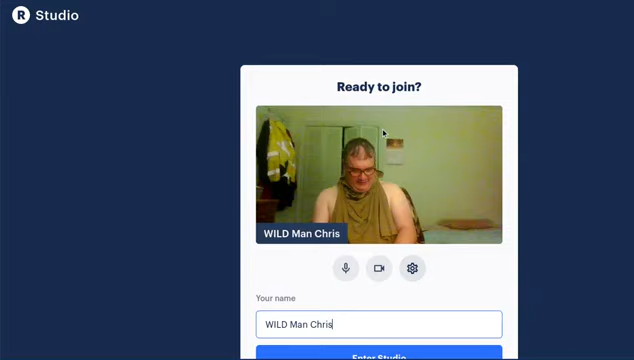 R Studio
Ready to join?
WILD Man Chris
Your name
WILD Man Chris
Enter Studio